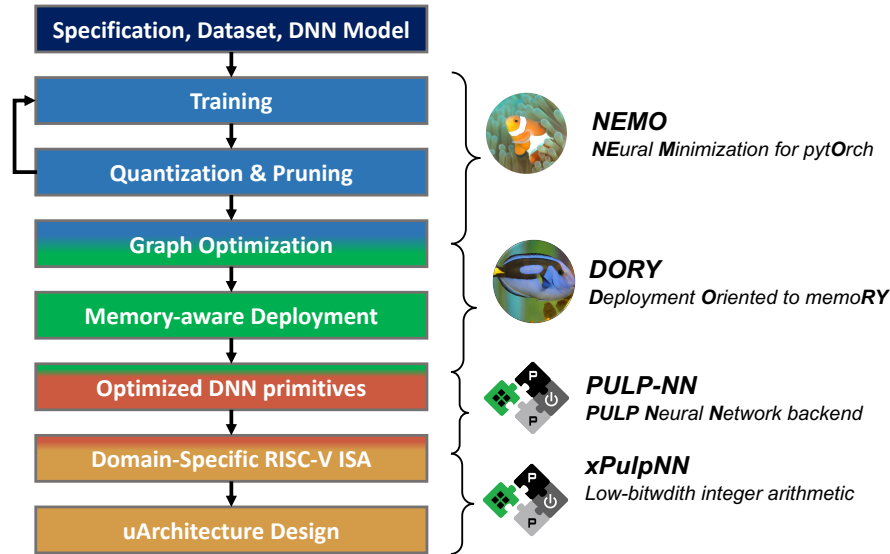 Specification, Dataset, DNN Model
Training
Quantization & Pruning
Graph Optimization
Memory-aware Deployment
Optimized DNN primitives
Domain-Specific RISC-V ISA
uArchitecture Design
NEMO
NEural Minimization for pytOrch
DORY
Deployment Oriented to memoRY
P
P
PULP-NN
PULP Neural Network backend
P
P
xPulpNN
Low-bitwdith integer arithmetic